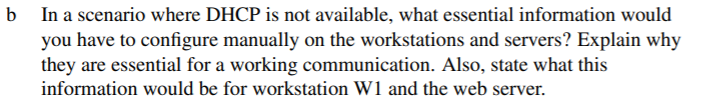 b In a scenario where DHCP is not available, what essential information would
you have to configure manually on the workstations and servers? Explain why
they are essential for a working communication. Also, state what this
information would be for workstation W1 and the web server.